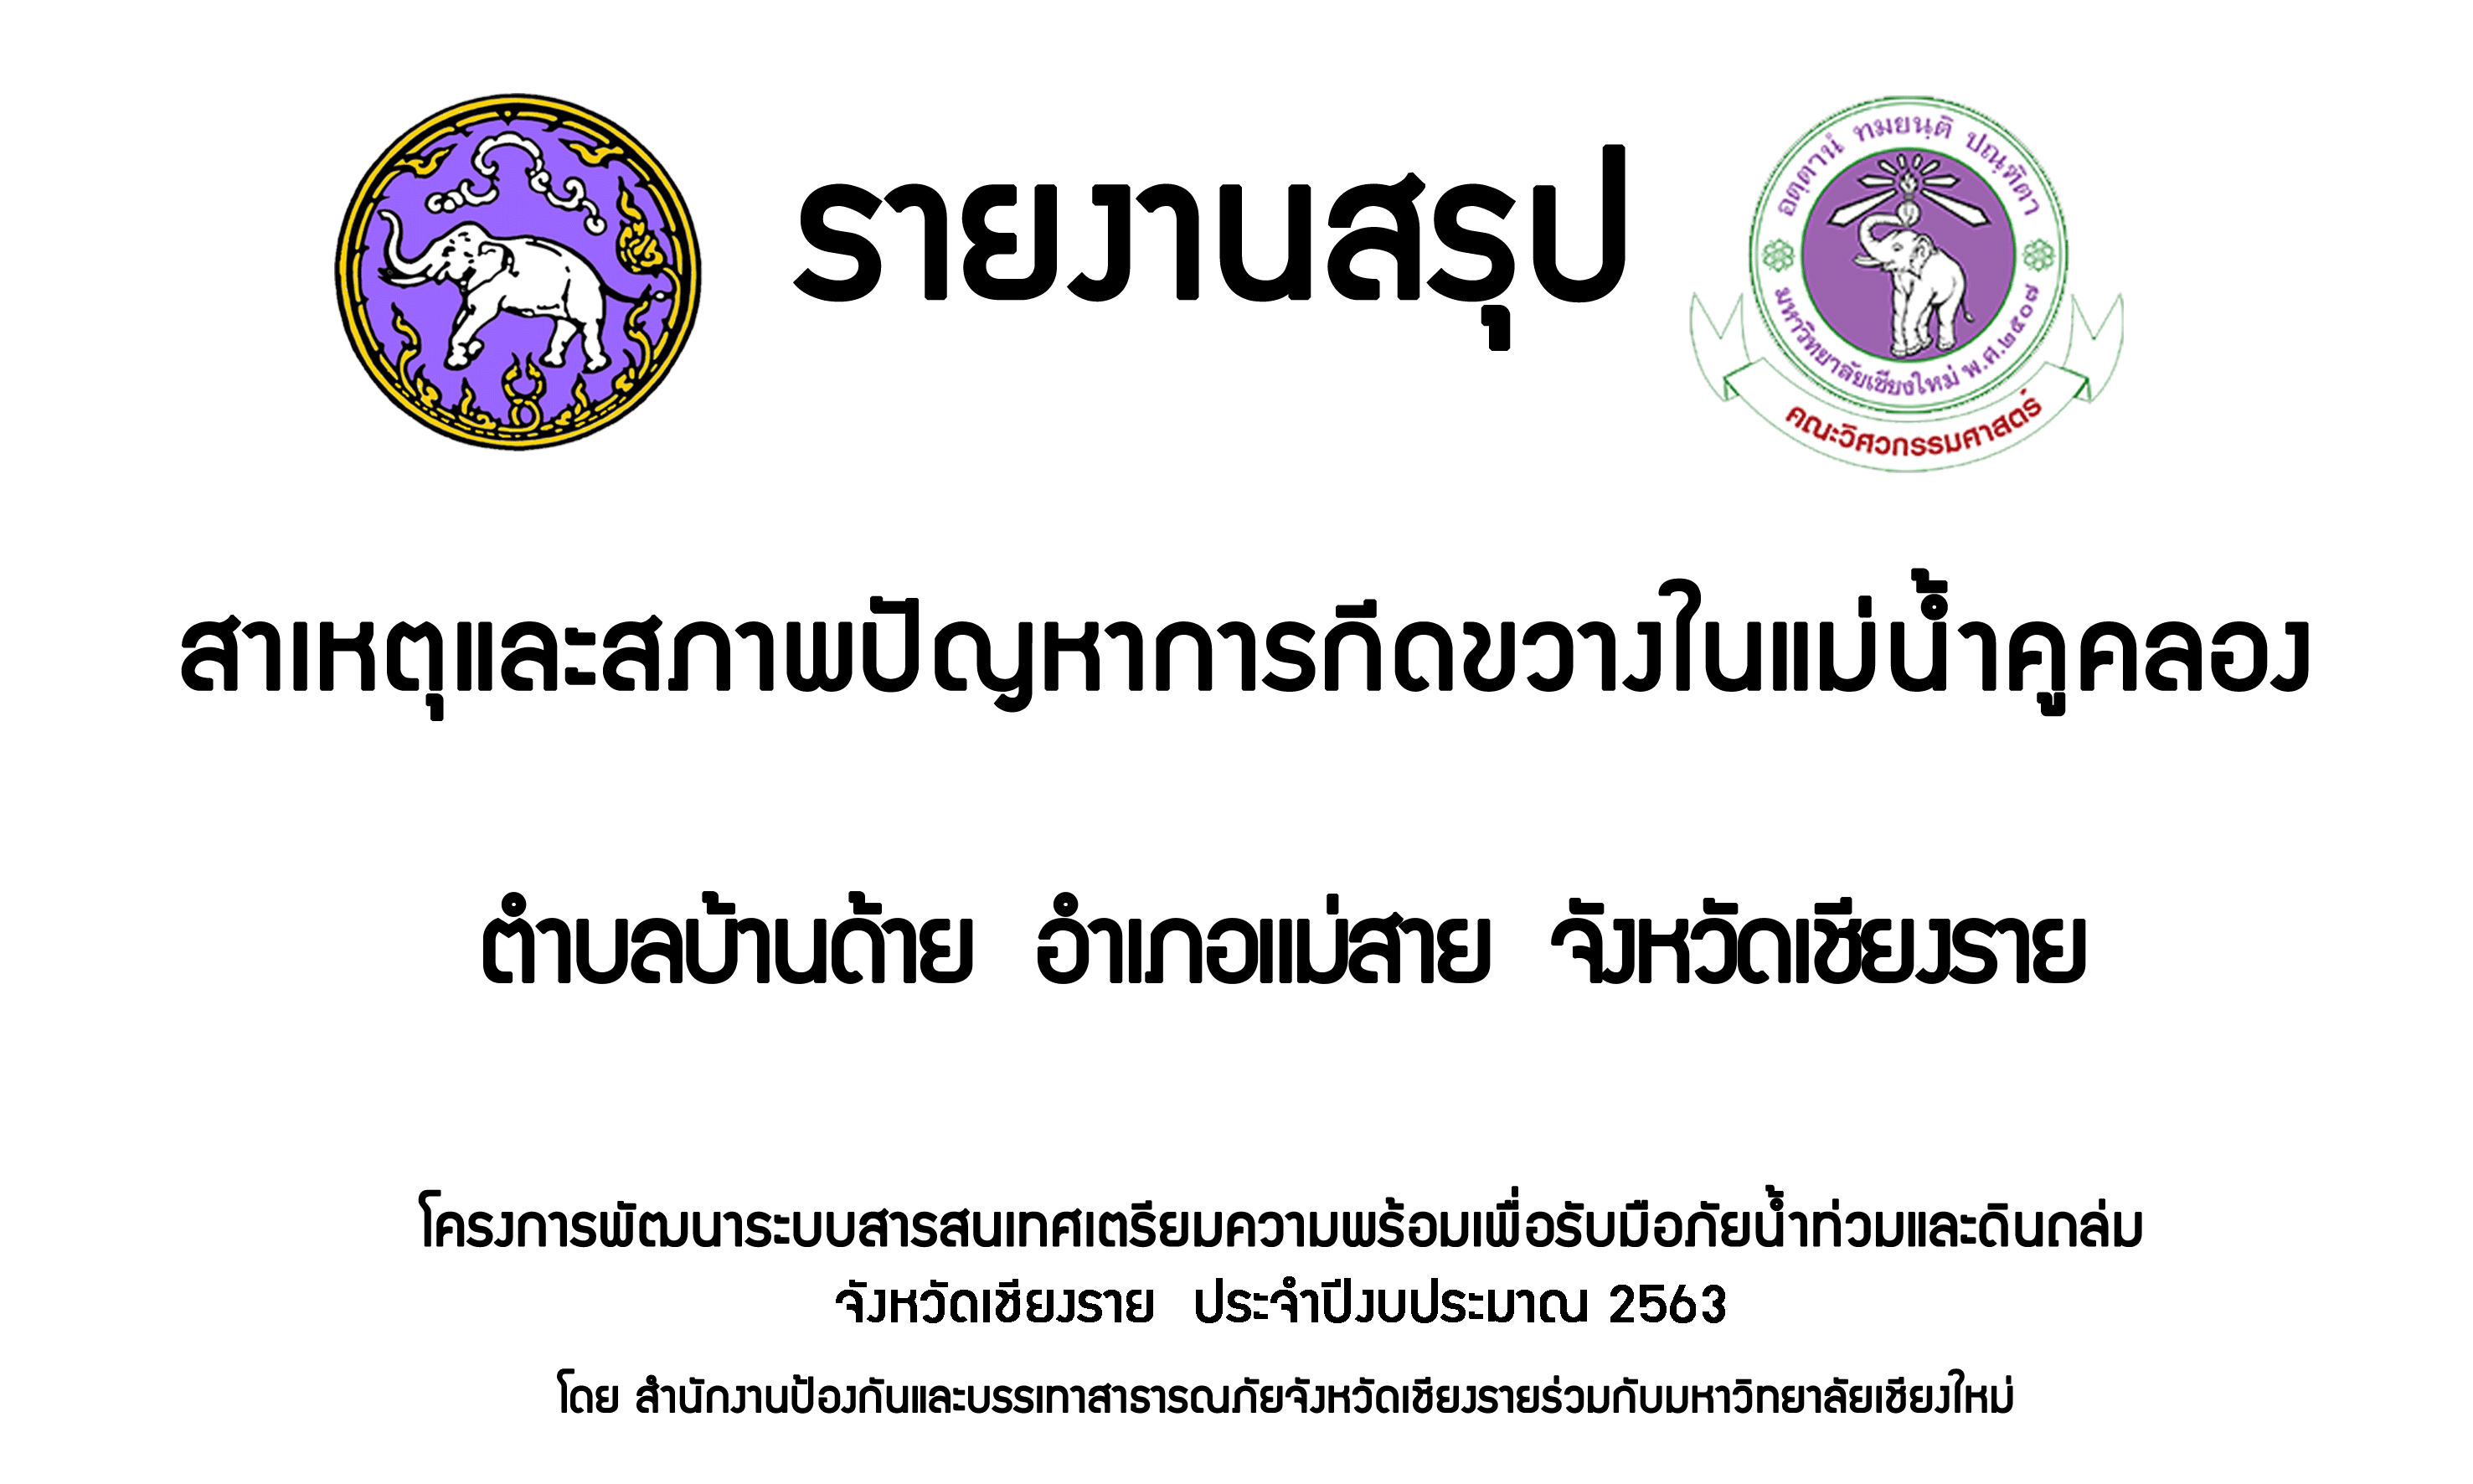 รายงานสรุป
อตฺตานํ ทมยนฺติ ปณฺฑิตา
มหาวิทยาลัยเชียงใหม่ พ.ศ.๒๕๐๗
คณะวิศวกรรมศาสตร์
สาเหตุและสภาพปัญหาการกีดขวางในแม่น้ำคูคลอง
ตำบลบ้านด้าย อำเภอแม่สาย จังหวัดเชียงราย
โครงการพัฒนาระบบสารสนเทศเตรียมความพร้อมเพื่อรับมือภัยน้ำท่วมและดินถล่ม
จังหวัดเชียงราย ประจำปีงบประมาณ 2563
โดย สำนักงานป้องกันและบรรเทาสาธารณภัยจังหวัดเชียงรายร่วมกับมหาวิทยาลัยเชียงใหม่